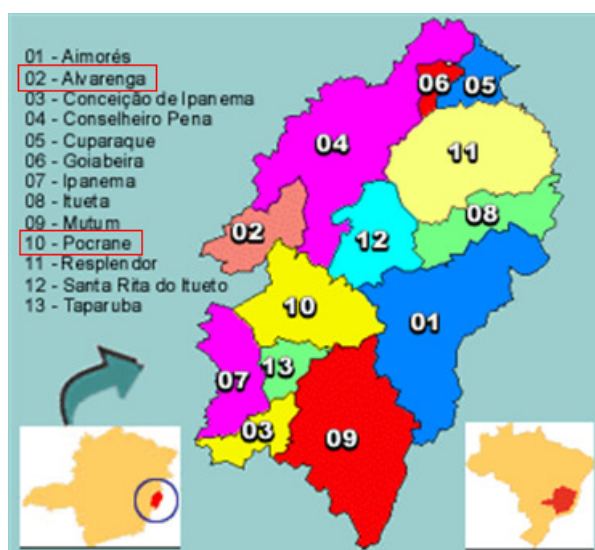 01 - Aimorés
02 - Alvarenga
03 - Conceição de Ipanema
04 - Conselheiro Pena
05 - Cuparaque
06 - Goiabeira
07 - Ipanema
08 - Itueta
09 - Mutum
10 - Pocrane
11 - Resplendor
12 - Santa Rita do Itueto
13 - Taparuba
06
05
04
11
02
12
08
10
01
13
07
03
09